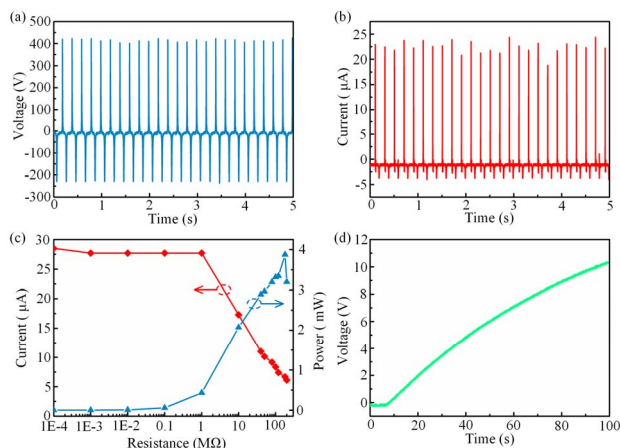 (a)
500
400
300
200
100
0
-100
-200
-300
Voltage (V)
0 1 2 3 4 5
Time (s)
(b)
25
20
15
10
5
0
-5
Current ( μA)
0 1 2 3 4 5
Time (s)
(c)
30
25
20
15
10
5
0
Current ( μA)
4
3
2
1
0
Power ( mW)
1E-4 1E-3 0.01 0.1 1 10 100
Resistance (MΩ)
(d)
12
10
8
6
4
2
0
Voltage (V)
0 20 40 60 80 100
Time (s)